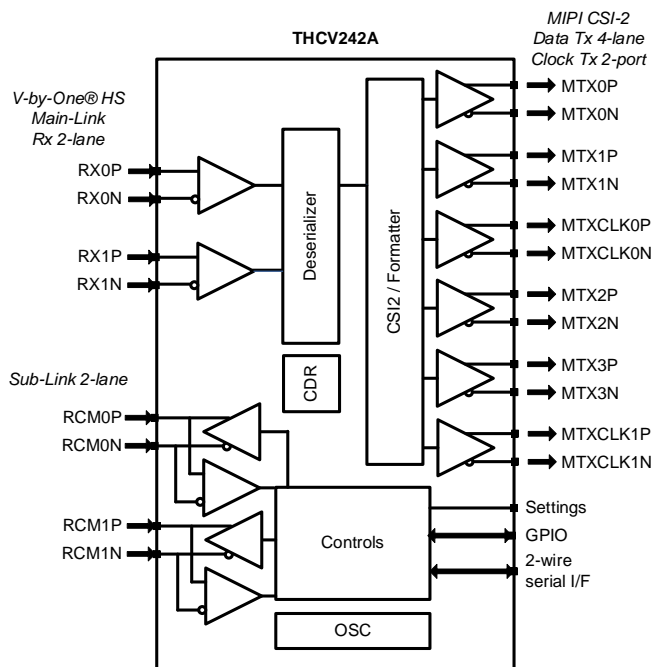 THCV242A
MIPI CSI-2
Data Tx 4-lane
Clock Tx 2-port
V-by-One® HS
Main-Link
Rx 2-lane
RX0P
RX0N
RX1P
RX1N
Deserializer
CDR
CSI2 / Formatter
MTX0P
MTX0N
MTX1P
MTX1N
MTXCLK0P
MTXCLK0N
MTX2P
MTX2N
MTX3P
MTX3N
MTXCLK1P
MTXCLK1N
Sub-Link 2-lane
RCM0P
RCM0N
RCM1P
RCM1N
Controls
OSC
Settings
GPIO
2-wire
serial I/F